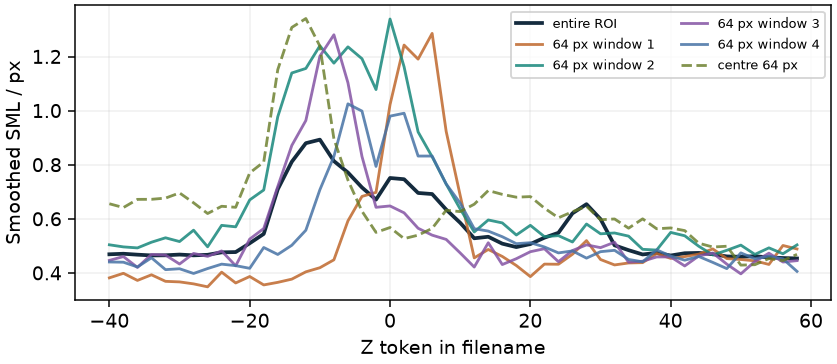 entire ROI
64 px window 1
64 px window 2
64 px window 3
64 px window 4
centre 64 px
Smoothed SML / px
1.2
1.0
0.8
0.6
0.4
−40
−20
0
20
40
60
Z token in filename